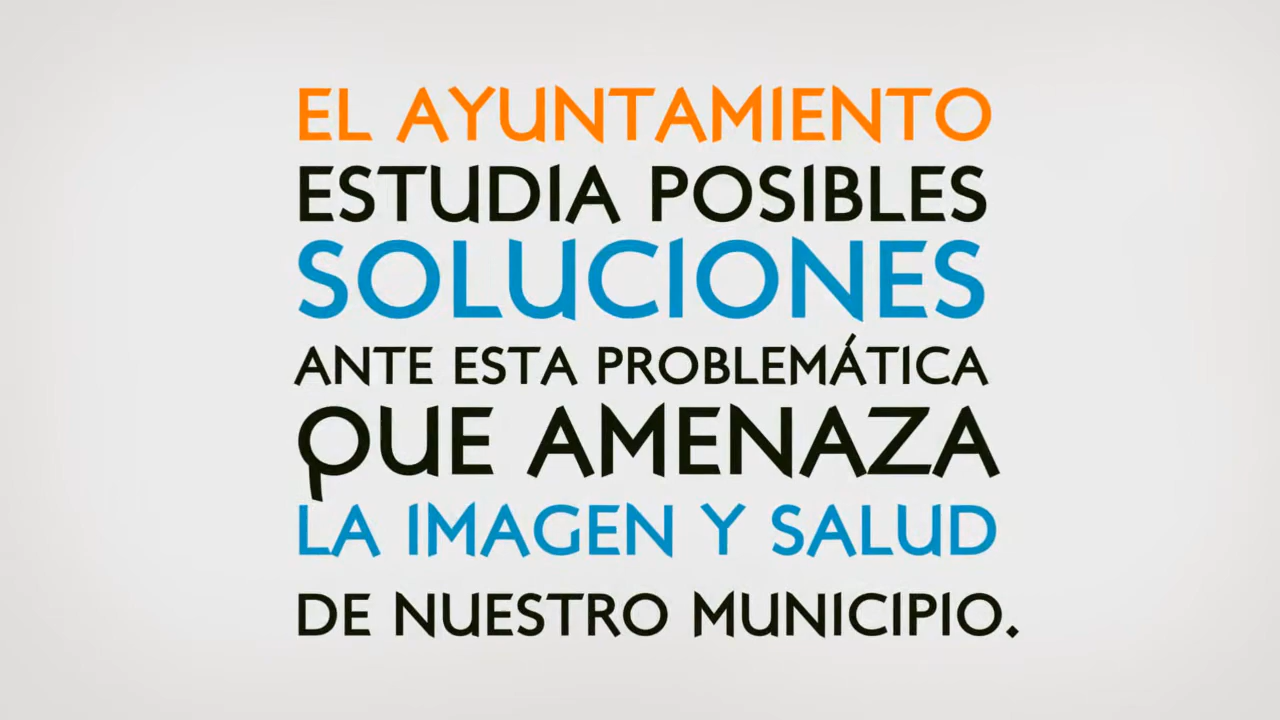 EL AYUNTAMIENTO
ESTUDIA POSIBLES
SOLUCIONES
ANTE ESTA PROBLEMÁTICA
QUE AMENAZA
LA IMAGEN Y SALUD
DE NUESTRO MUNICIPIO.